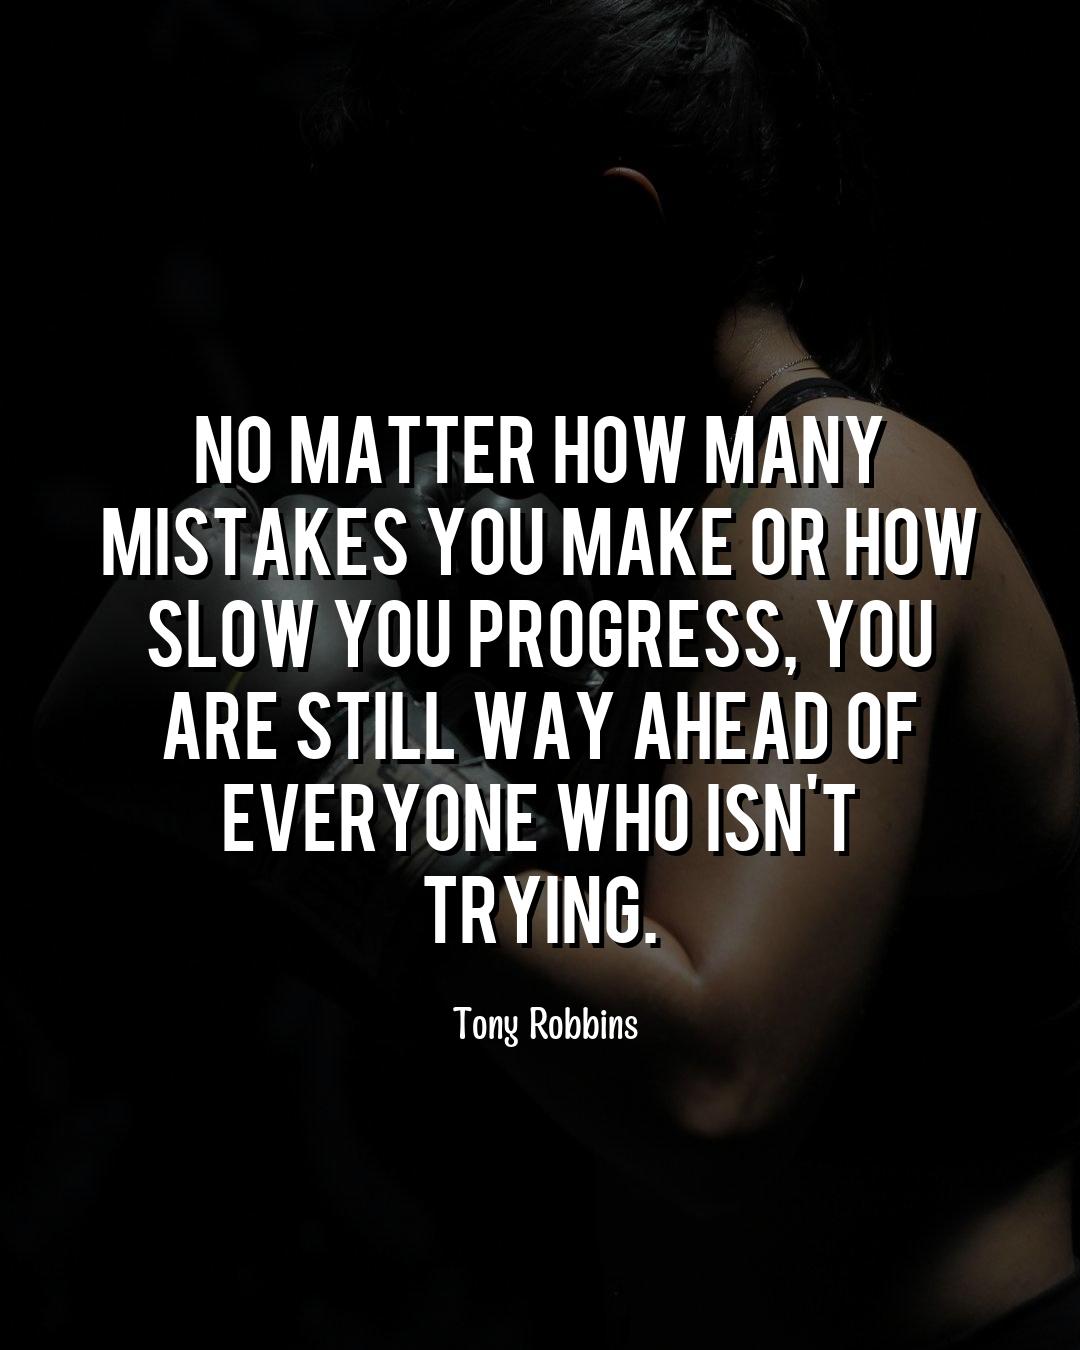 NO MATTER HOW MANY
MISTAKES YOU MAKE OR HOW
SLOW YOU PROGRESS, YOU
ARE STILL WAY AHEAD OF
EVERYONE WHO ISN'T
TRYING.
Tony Robbins